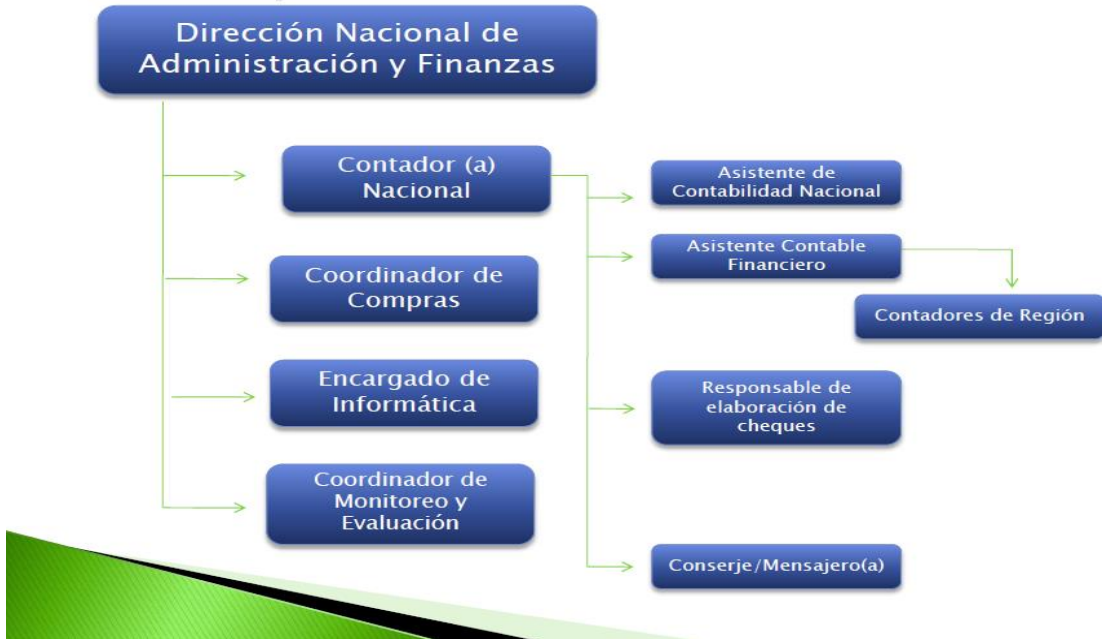 Dirección Nacional de
Administración y Finanzas
Contador (a)
Nacional
Coordinador de
Compras
Encargado de
Informática
Coordinador de
Monitoreo y
Evaluación
Asistente de
Contabilidad Nacional
Asistente Contable
Financiero
Contadores de Región
Responsable de
elaboración de
cheques
Conserje/Mensajero(a)